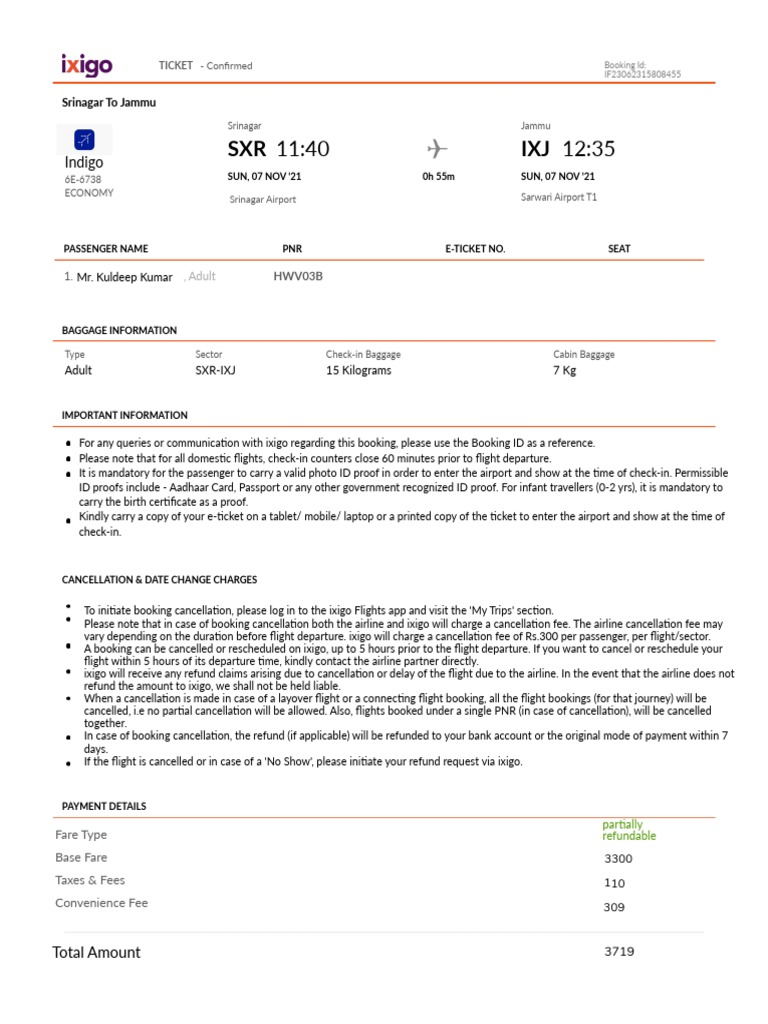 ixigo TICKET - Confirmed Booking Id:
IF23062315808455
Srinagar To Jammu
Srinagar Jammu
SXR 11:40 IXJ 12:35
Indigo
6E-6738 SUN, 07 NOV '21 0h 55m SUN, 07 NOV '21
ECONOMY Srinagar Airport Sarwari Airport T1
PASSENGER NAME PNR E-TICKET NO. SEAT
1. Mr. Kuldeep Kumar , Adult HWV03B
BAGGAGE INFORMATION
Type Sector Check-in Baggage Cabin Baggage
Adult SXR-IXJ 15 Kilograms 7 Kg
IMPORTANT INFORMATION
• For any queries or communication with ixigo regarding this booking, please use the Booking ID as a reference.
• Please note that for all domestic flights, check-in counters close 60 minutes prior to flight departure.
• It is mandatory for the passenger to carry a valid photo ID proof in order to enter the airport and show at the time of check-in. Permissible
ID proofs include - Aadhaar Card, Passport or any other government recognized ID proof. For infant travellers (0-2 yrs), it is mandatory to
carry the birth certificate as a proof.
• Kindly carry a copy of your e-ticket on a tablet/ mobile/ laptop or a printed copy of the ticket to enter the airport and show at the time of
check-in.
CANCELLATION & DATE CHANGE CHARGES
• To initiate booking cancellation, please log in to the ixigo Flights app and visit the 'My Trips' section.
• Please note that in case of booking cancellation both the airline and ixigo will charge a cancellation fee. The airline cancellation fee may
vary depending on the duration before flight departure. ixigo will charge a cancellation fee of Rs.300 per passenger, per flight/sector.
• A booking can be cancelled or rescheduled on ixigo, up to 5 hours prior to the flight departure. If you want to cancel or reschedule your
flight within 5 hours of its departure time, kindly contact the airline partner directly.
• ixigo will receive any refund claims arising due to cancellation or delay of the flight due to the airline. In the event that the airline does not
refund the amount to ixigo, we shall not be held liable.
• When a cancellation is made in case of a layover flight or a connecting flight booking, all the flight bookings (for that journey) will be
cancelled, i.e no partial cancellation will be allowed. Also, flights booked under a single PNR (in case of cancellation), will be cancelled
together.
• In case of booking cancellation, the refund (if applicable) will be refunded to your bank account or the original mode of payment within 7
days.
• If the flight is cancelled or in case of a 'No Show', please initiate your refund request via ixigo.
PAYMENT DETAILS
Fare Type partially
refundable
Base Fare 3300
Taxes & Fees 110
Convenience Fee 309
Total Amount 3719